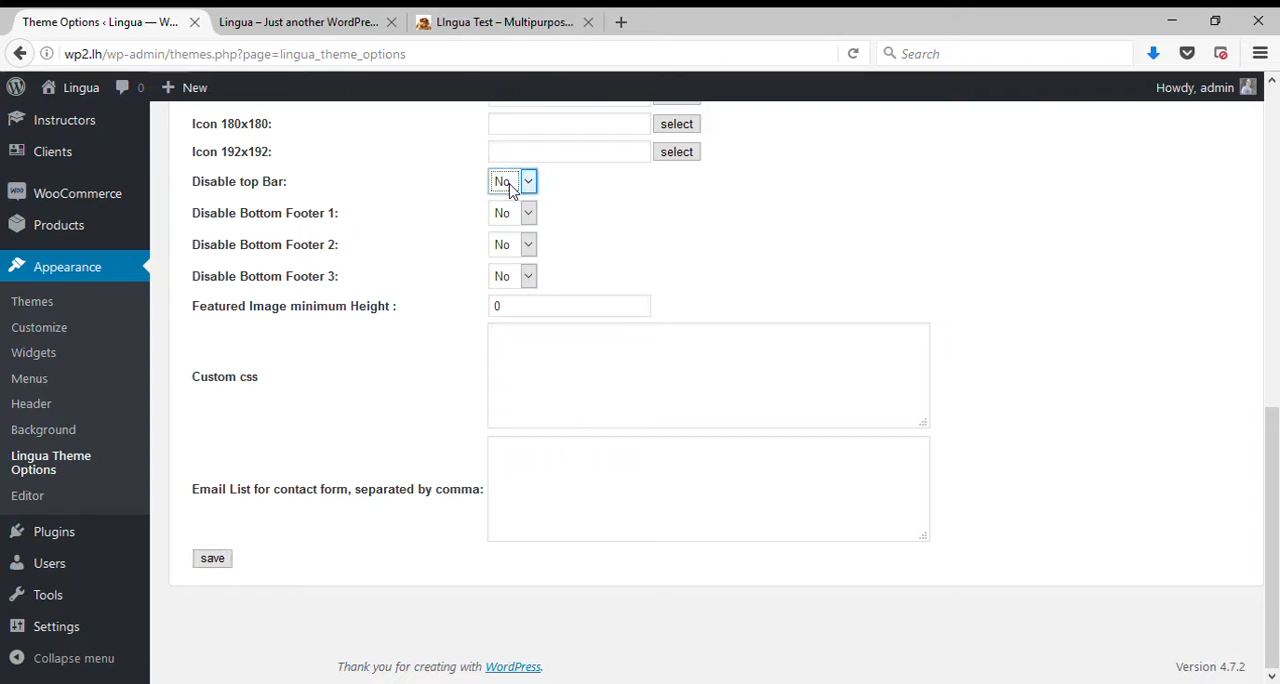 Theme Options ‹ Lingua — W...
Lingua – Just another WordPre...
LIngua Test – Multipurpos...
wp2.lh/wp-admin/themes.php?page=lingua_theme_options
Search
Lingua
0
New
Howdy, admin
Instructors
Clients
WooCommerce
Products
Appearance
Themes
Customize
Widgets
Menus
Header
Background
Lingua Theme
Options
Editor
Plugins
Users
Tools
Settings
Collapse menu
Icon 180x180:
select
Icon 192x192:
select
Disable top Bar:
No
Disable Bottom Footer 1:
No
Disable Bottom Footer 2:
No
Disable Bottom Footer 3:
No
Featured Image minimum Height :
0
Custom css
Email List for contact form, separated by comma:
save
Thank you for creating with WordPress.
Version 4.7.2